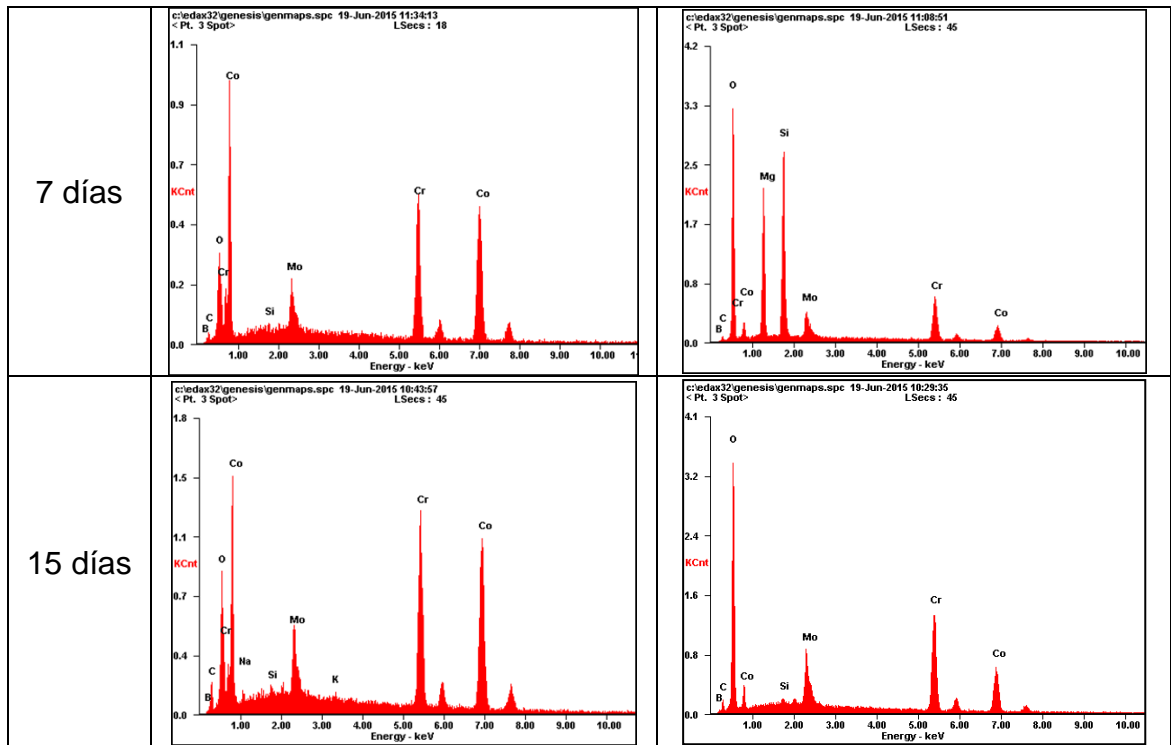 7 días
c:\edax32\genesis\genmaps.spc 19-Jun-2015 11:34:13
< Pt. 3 Spot> LSecs : 18
1.1
0.9
0.7
KCnt
0.4
0.2
0.0
Co
O
Cr
C
B
Si
Mo
Cr
Co
1.00 2.00 3.00 4.00 5.00 6.00 7.00 8.00 9.00 10.00 1
Energy - keV
c:\edax32\genesis\genmaps.spc 19-Jun-2015 11:08:51
< Pt. 3 Spot> LSecs : 45
4.2
3.3
2.5
KCnt
1.7
0.8
0.0
O
Si
Mg
Co
Cr
C
B
Mo
Cr
Co
1.00 2.00 3.00 4.00 5.00 6.00 7.00 8.00 9.00 10.00
Energy - keV
15 días
c:\edax32\genesis\genmaps.spc 19-Jun-2015 10:43:57
< Pt. 3 Spot> LSecs : 45
1.8
1.5
1.1
KCnt
0.7
0.4
0.0
Co
O
Cr
C
B
Na
Si
Mo
K
Cr
Co
1.00 2.00 3.00 4.00 5.00 6.00 7.00 8.00 9.00 10.00
Energy - keV
c:\edax32\genesis\genmaps.spc 19-Jun-2015 10:29:35
< Pt. 3 Spot> LSecs : 45
4.1
3.2
2.4
KCnt
1.6
0.8
0.0
O
Co
C
B
Si
Mo
Cr
Co
1.00 2.00 3.00 4.00 5.00 6.00 7.00 8.00 9.00 10.00
Energy - keV